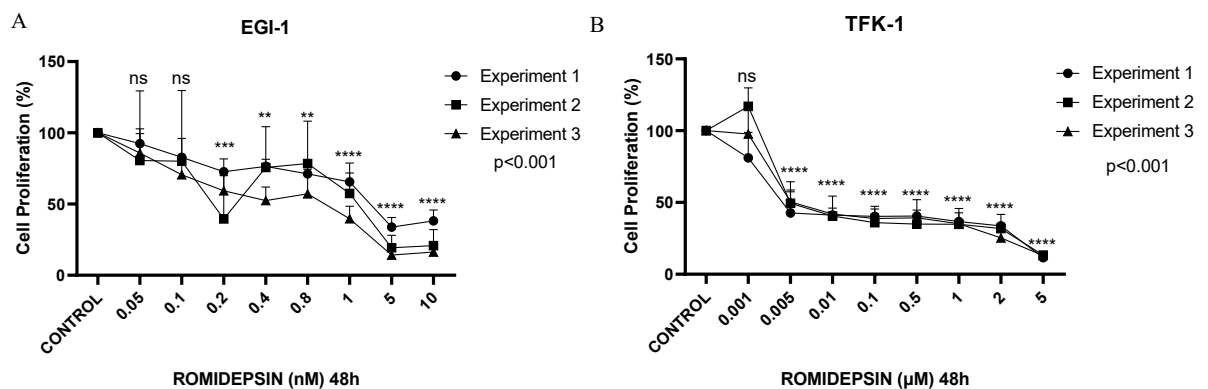 A
EGI-1
Cell Proliferation (%)
150
100
50
0
ns
ns
***
**
**
****
****
****
CONTROL
0.05
0.1
0.2
0.4
0.8
1
5
10
ROMIDEPSIN (nM) 48h
Experiment 1
Experiment 2
Experiment 3
p<0.001
B
TFK-1
Cell Proliferation (%)
150
100
50
0
ns
****
****
****
****
****
****
****
CONTROL
0.001
0.005
0.01
0.1
0.5
1
2
5
ROMIDEPSIN (µM) 48h
Experiment 1
Experiment 2
Experiment 3
p<0.001